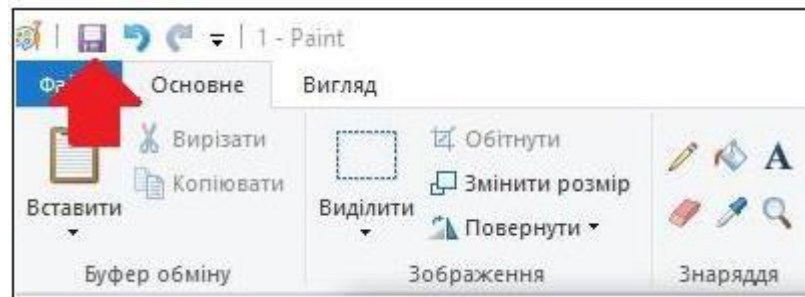 1 - Paint
Основне Вигляд
Вирізати
Копіювати
Вставити
Обітнути
Змінити розмір
Повернути
Виділити
A
Буфер обміну Зображення Знаряддя